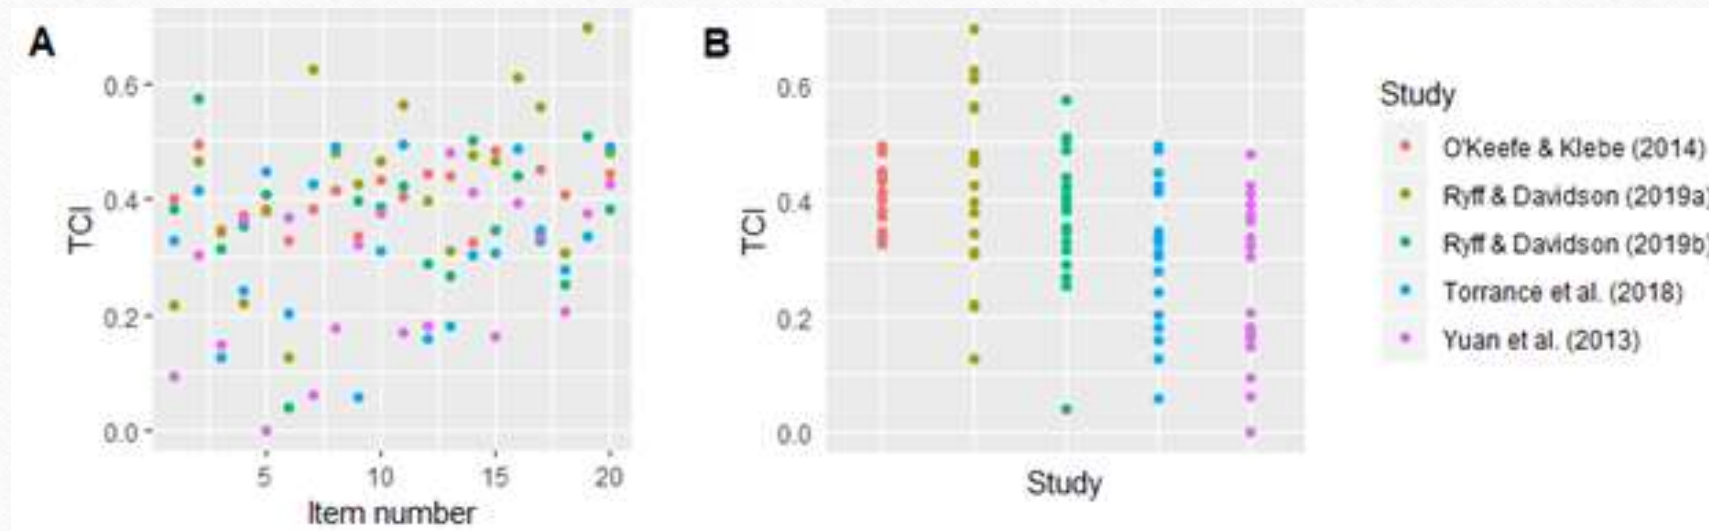 A
B
TCI
0.6
0.4
0.2
0.0
5
10
15
20
Item number
TCI
0.6
0.4
0.2
0.0
Study
Study
O'Keefe & Klebe (2014)
Ryff & Davidson (2019a)
Ryff & Davidson (2019b)
Torrance et al. (2018)
Yuan et al. (2013)